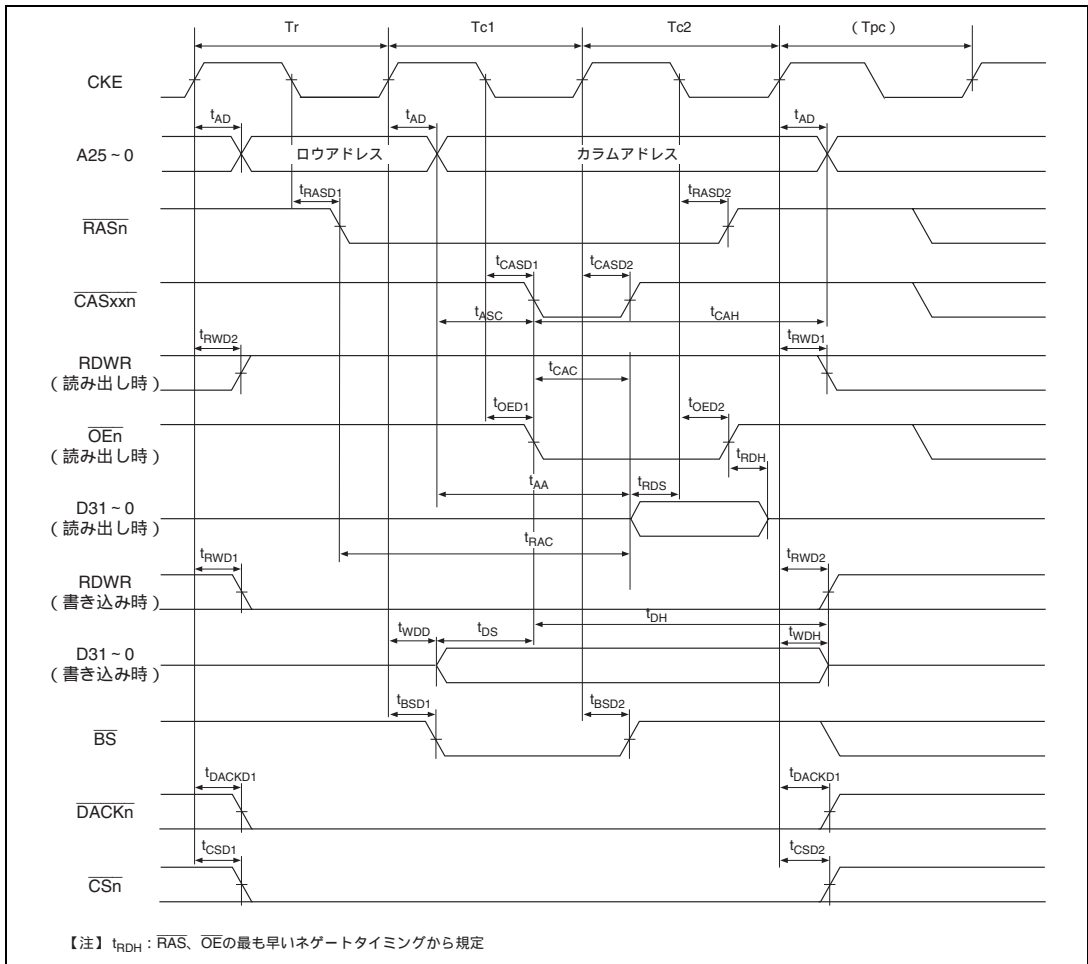 Tr Tc1 Tc2 (Tpc)
CKE
tAD tAD tAD
A25~0 ロウアドレス カラムアドレス
tRASD1 tRASD2
RASn
tCASD1 tCASD2
CASxxn
tASC tCAH
tRWD2 tRWD1
RDWR
(読み出し時)
tCAC
tOED1 tOED2
OEn
(読み出し時)
tRDH
tAA tRDS
D31~0
(読み出し時)
tRAC
tRWD1 tRWD2
RDWR
(書き込み時)
tDH
tWDD tDS tWDH
D31~0
(書き込み時)
tBSD1 tBSD2
BS
tDACKD1 tDACKD1
DACKn
tCSD1 tCSD2
CSn
【注】 tRDH : RAS、OEの最も早いネゲートタイミングから規定